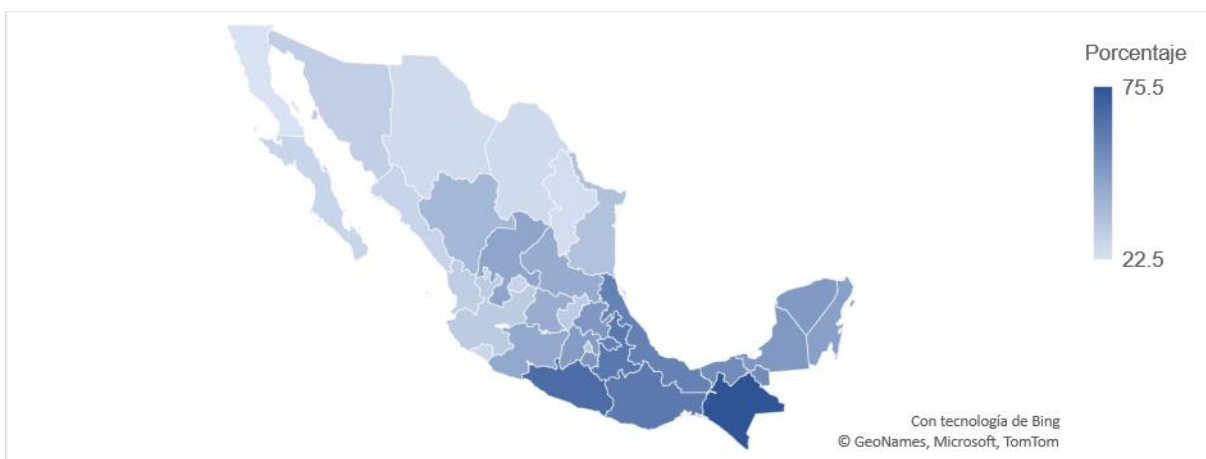 Porcentaje
75.5
22.5
Con tecnología de Bing
© GeoNames, Microsoft, TomTom